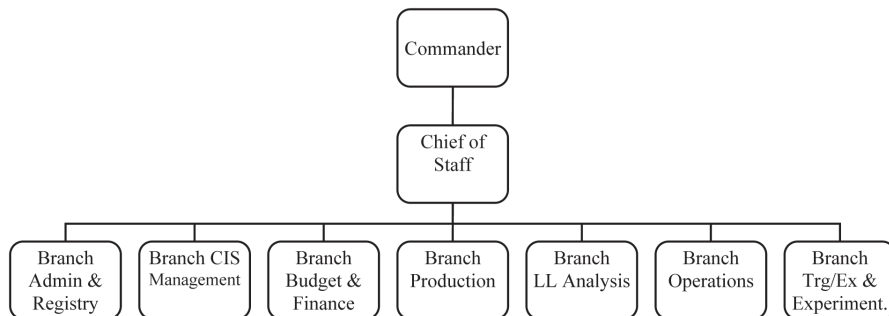 Commander
Chief of
Staff
Branch
Admin &
Registry
Branch CIS
Management
Branch
Budget &
Finance
Branch
Production
Branch
LL Analysis
Branch
Operations
Branch
Trg/Ex &
Experiment.